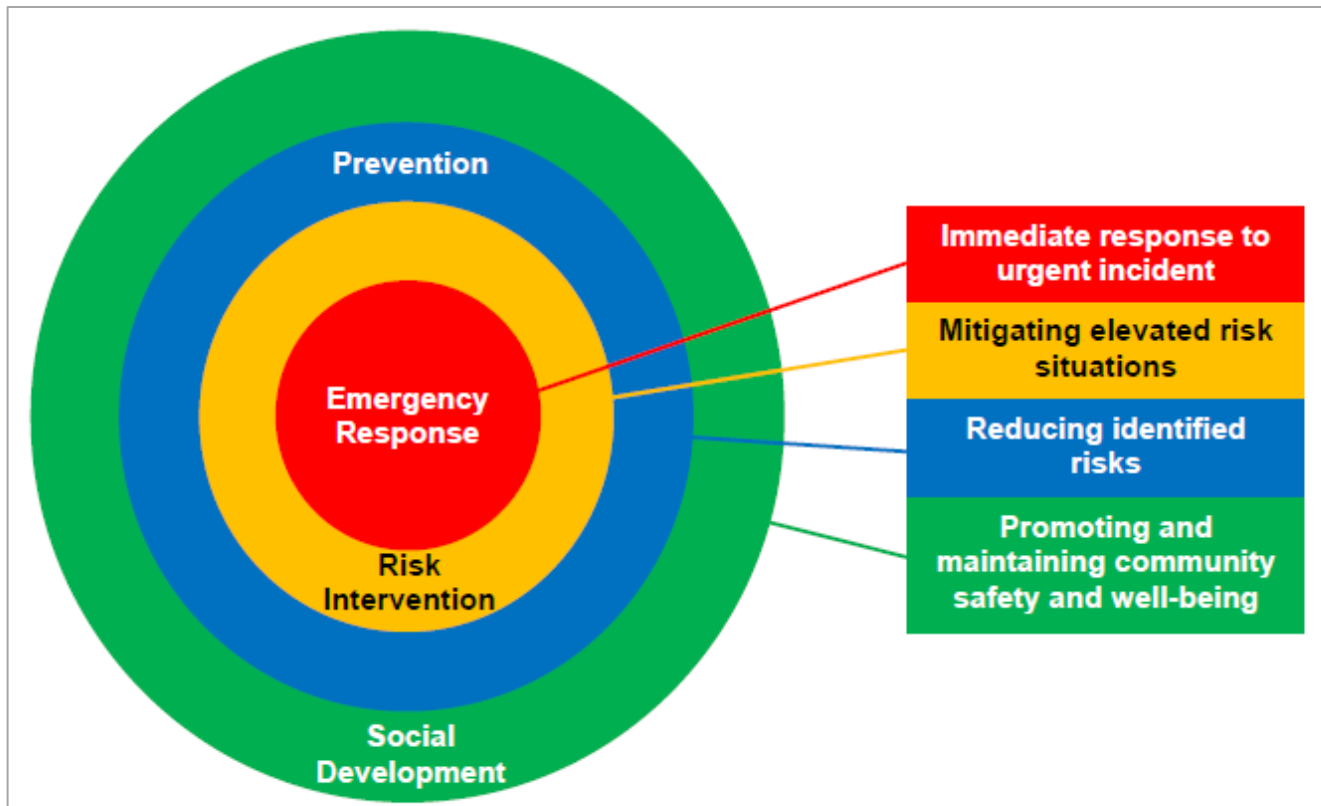 Prevention
Emergency
Response
Risk
Intervention
Social
Development
Immediate response to
urgent incident
Mitigating elevated risk
situations
Reducing identified
risks
Promoting and
maintaining community
safety and well-being